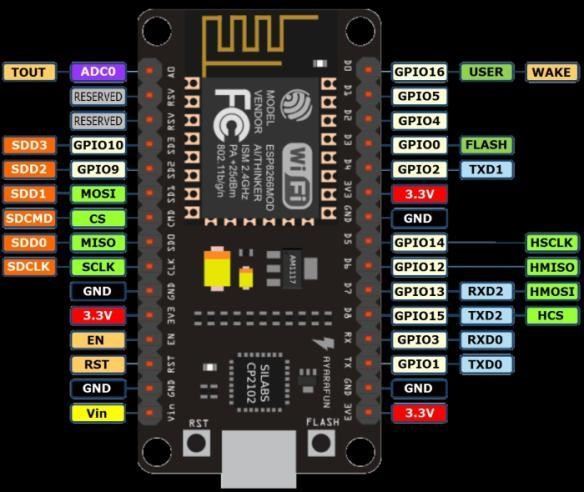 TOUT ADC0 A0 D0 GPIO16 USER WAKE
RESERVED RSV D1 GPIO5
RESERVED RSV D2 GPIO4
SDD3 GPIO10 SD3 D3 GPIO0 FLASH
SDD2 GPIO9 SD2 D4 GPIO2 TXD1
SDD1 MOSI SD1 3V3 3.3V
SDCMD CS CMD GND GND
SDD0 MISO SD0 D5 GPIO14 HSCLK
SDCLK SCLK CLK D6 GPIO12 HMISO
GND GND D7 GPIO13 RXD2 HMOSI
3.3V 3V3 D8 GPIO15 TXD2 HCS
EN EN RX GPIO3 RXD0
RST RST TX GPIO1 TXD0
GND GND GND GND
Vin Vin 3V3 3.3V
MODEL ESP8266MOD
VENDOR AI/THINKER
ISM 2.4GHz
PA +25dBm
802.11b/g/n
FC
Wi Fi
AM1117
SILABS
CP2102
AYARAFUN
RST
FLASH